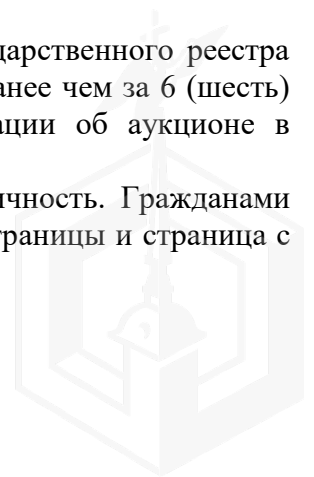 дарственного реестра
анее чем за 6 (шесть)
ации об аукционе в
ичность. Гражданами
траницы и страница с